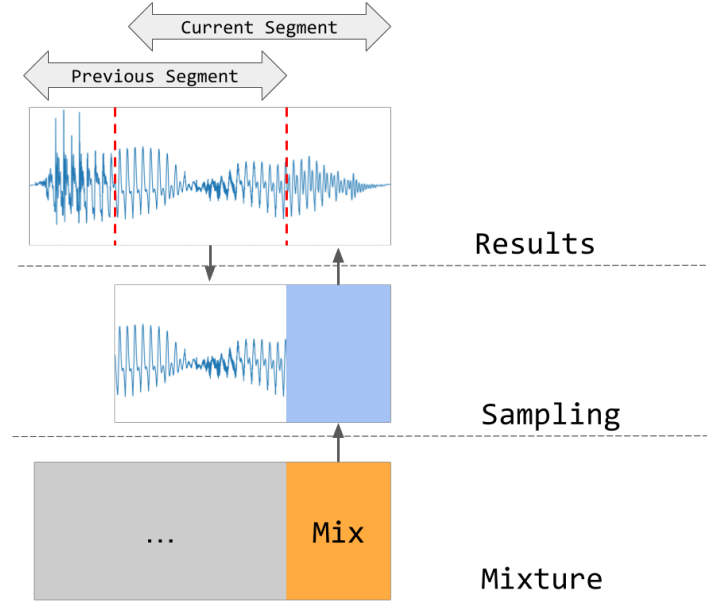 Current Segment
Previous Segment
Results
Sampling
...
Mix
Mixture